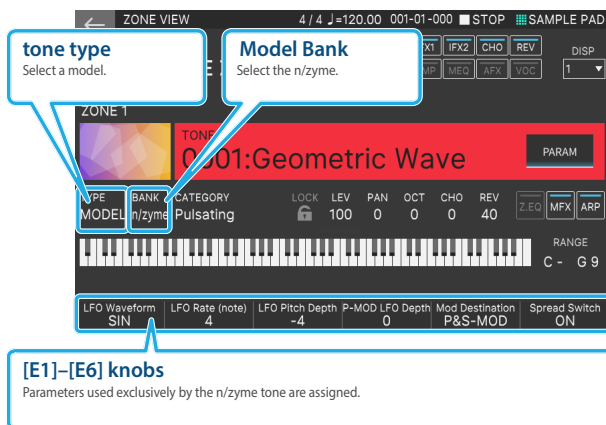 ZONE VIEW 4 / 4 ♩=120.00 001-01-000 STOP SAMPLE PAD
tone type
Select a model.
Model Bank
Select the n/zyme.
IFX2 CHO REV DISP
MEQ AFX VOC 1
ZONE 1
0001:Geometric Wave PARAM
TYPE BANK CATEGORY LOCK LEV PAN OCT CHO REV
MODEL n/zyme Pulsating 100 0 0 0 40 Z.EQ MFX ARP
RANGE
C - G 9
LFO Waveform LFO Rate (note) LFO Pitch Depth P-MOD LFO Depth Mod Destination Spread Switch
SIN 4 -4 0 P&S-MOD ON
[E1]–[E6] knobs
Parameters used exclusively by the n/zyme tone are assigned.